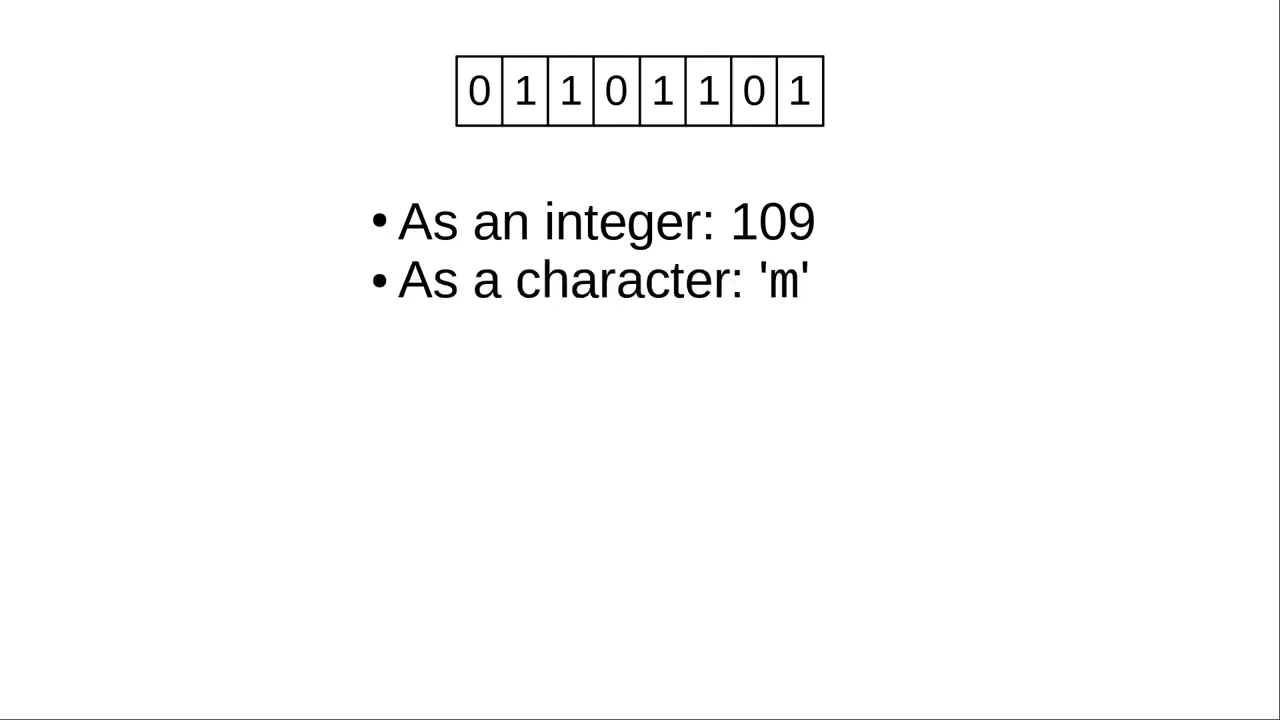 0 1 1 0 1 1 0 1
• As an integer: 109
• As a character: 'm'